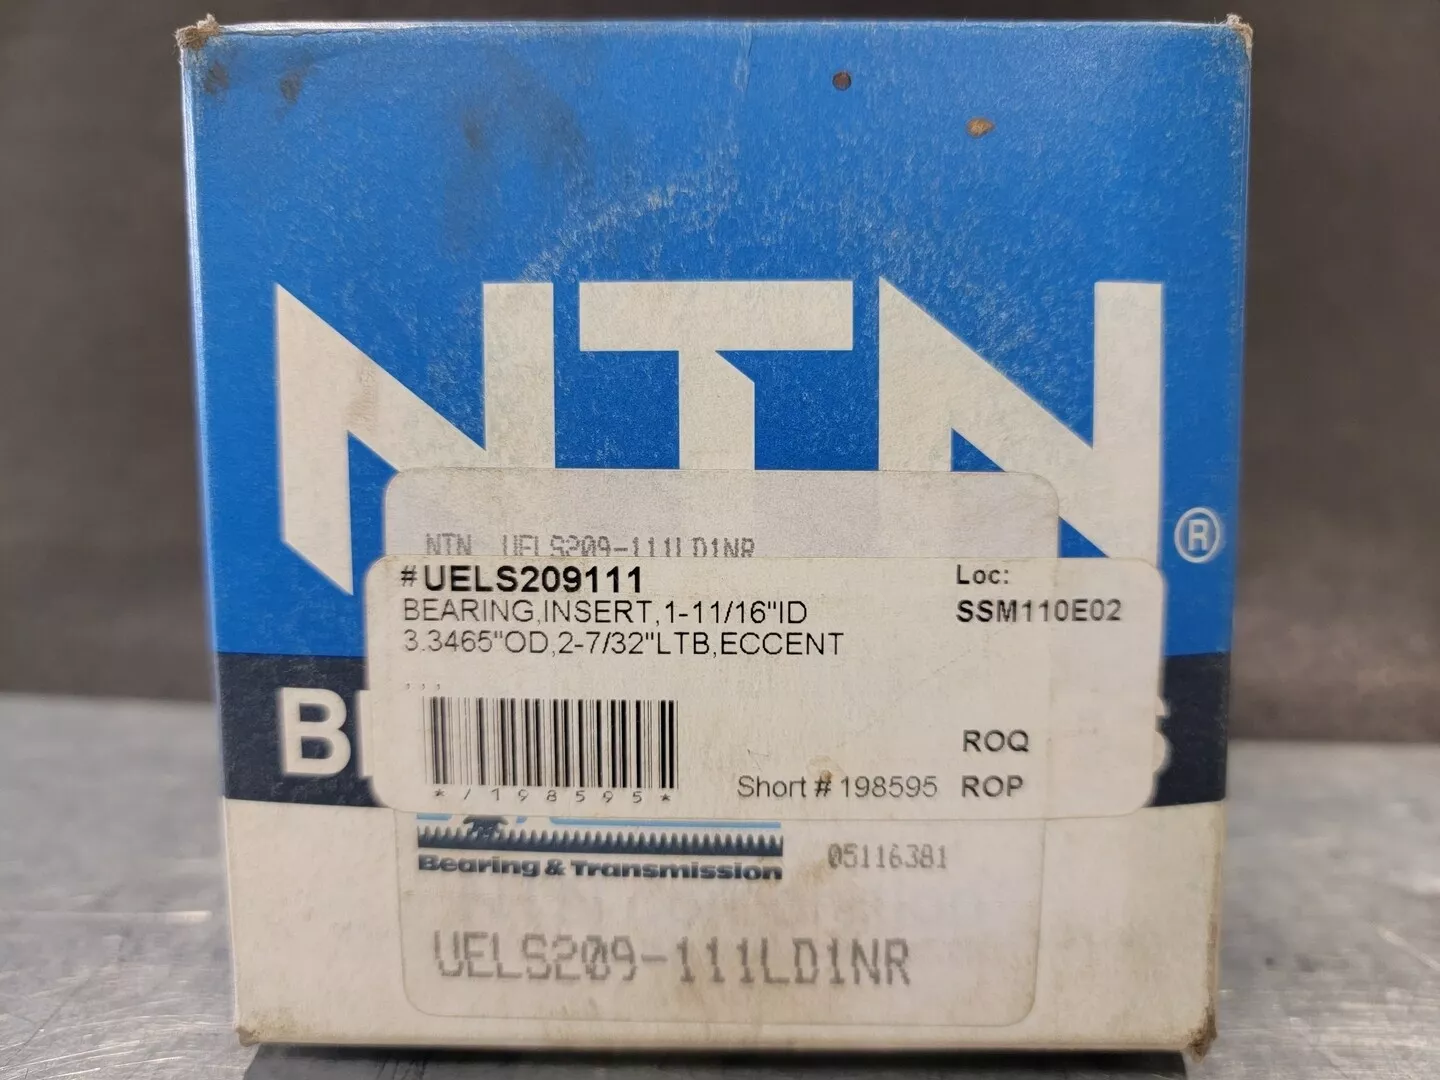 NTN
®
NTN UELS209-111LD1NR
#UELS209111
Loc:
BEARING,INSERT,1-11/16"ID
SSM110E02
3.3465"OD,2-7/32"LTB,ECCENT
,,,
ROQ
*/198595*
Short # 198595 ROP
Bearing & Transmission
05116381
UELS209-111LD1NR